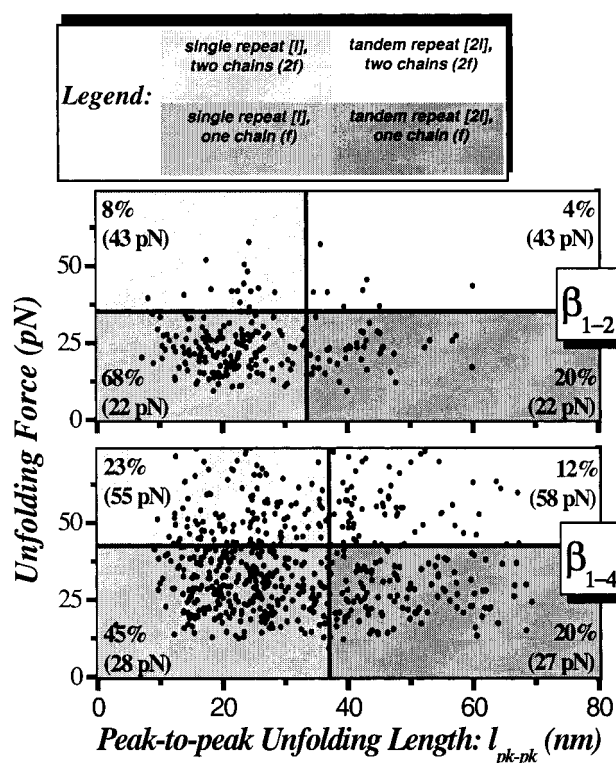 Legend:
single repeat [l],
two chains (2f)
tandem repeat [2l],
two chains (2f)
single repeat [l],
one chain (f)
tandem repeat [2l],
one chain (f)
Unfolding Force (pN)
8%
(43 pN)
4%
(43 pN)
50
β1–2
25
68%
(22 pN)
20%
(22 pN)
0
23%
(55 pN)
12%
(58 pN)
50
β1–4
25
45%
(28 pN)
20%
(27 pN)
0
0 20 40 60 80
Peak-to-peak Unfolding Length: l pk-pk (nm)